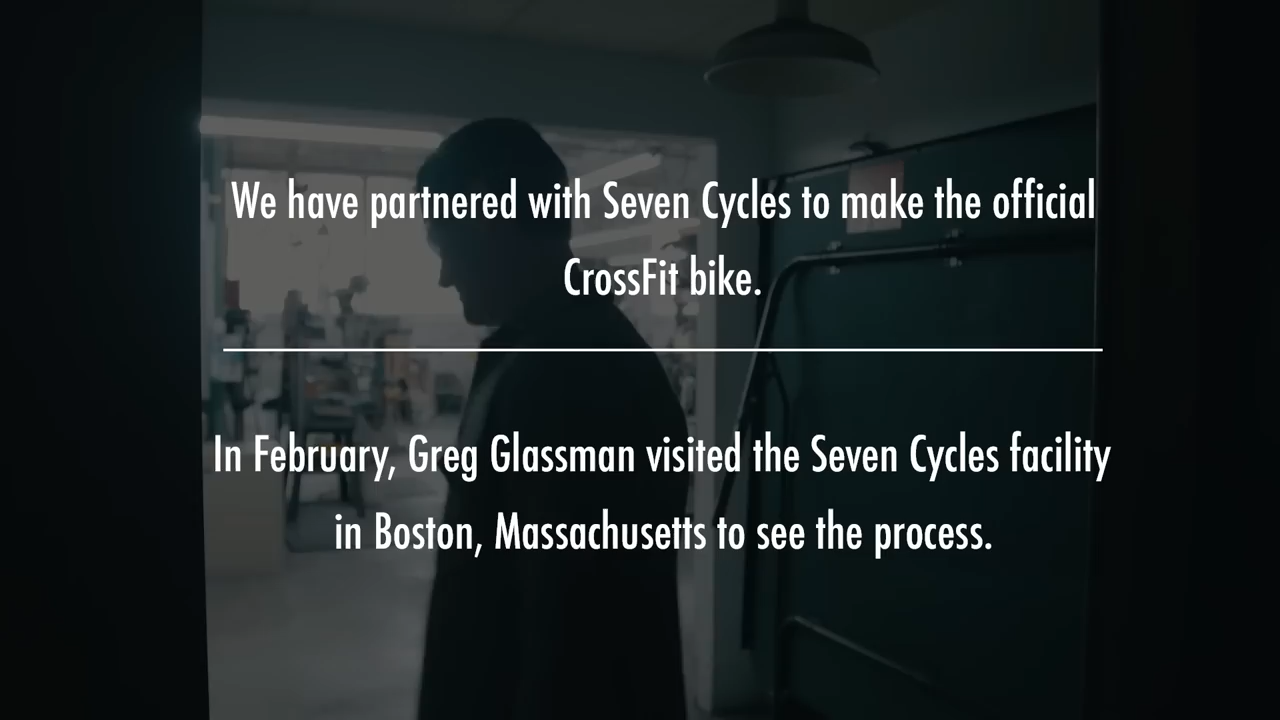 We have partnered with Seven Cycles to make the official
CrossFit bike.
In February, Greg Glassman visited the Seven Cycles facility
in Boston, Massachusetts to see the process.